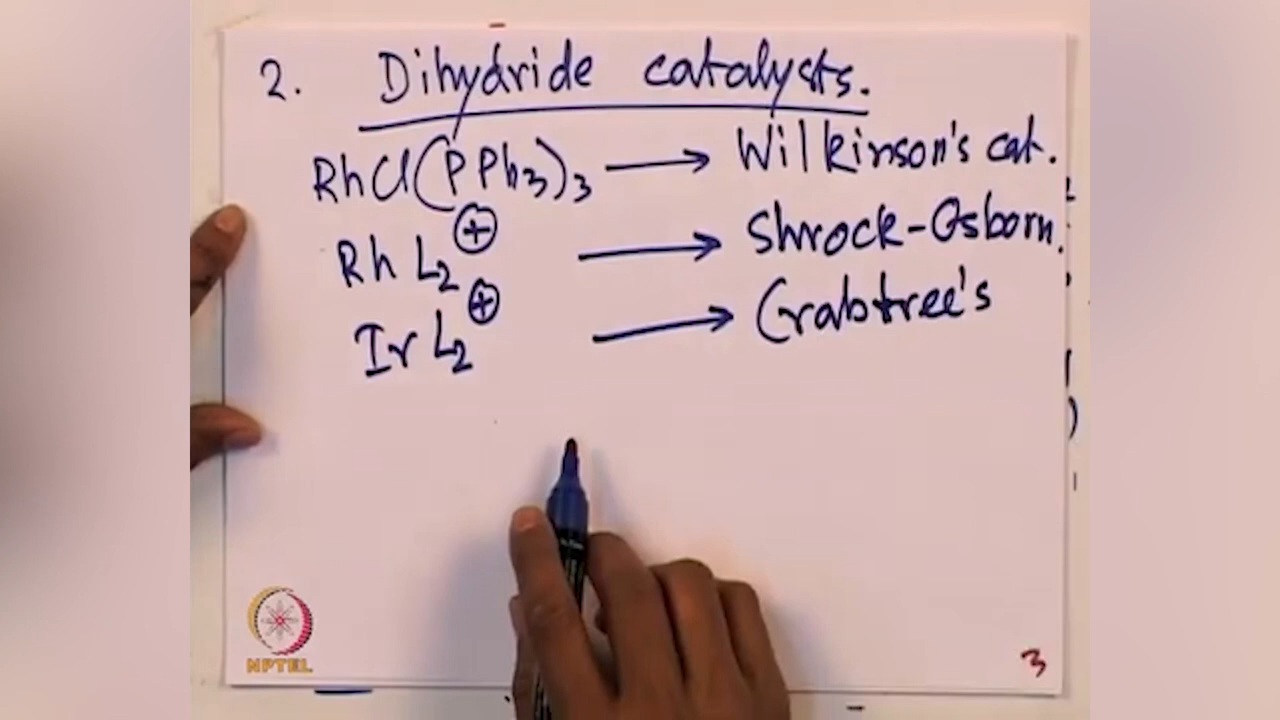 2. Dihydride catalysts.
RhCl(PPh3)3 → Wilkinson's cat.
RhL2⊕ → Shrock-Osborn.
IrL2⊕ → Crabtree's
NPTEL
3